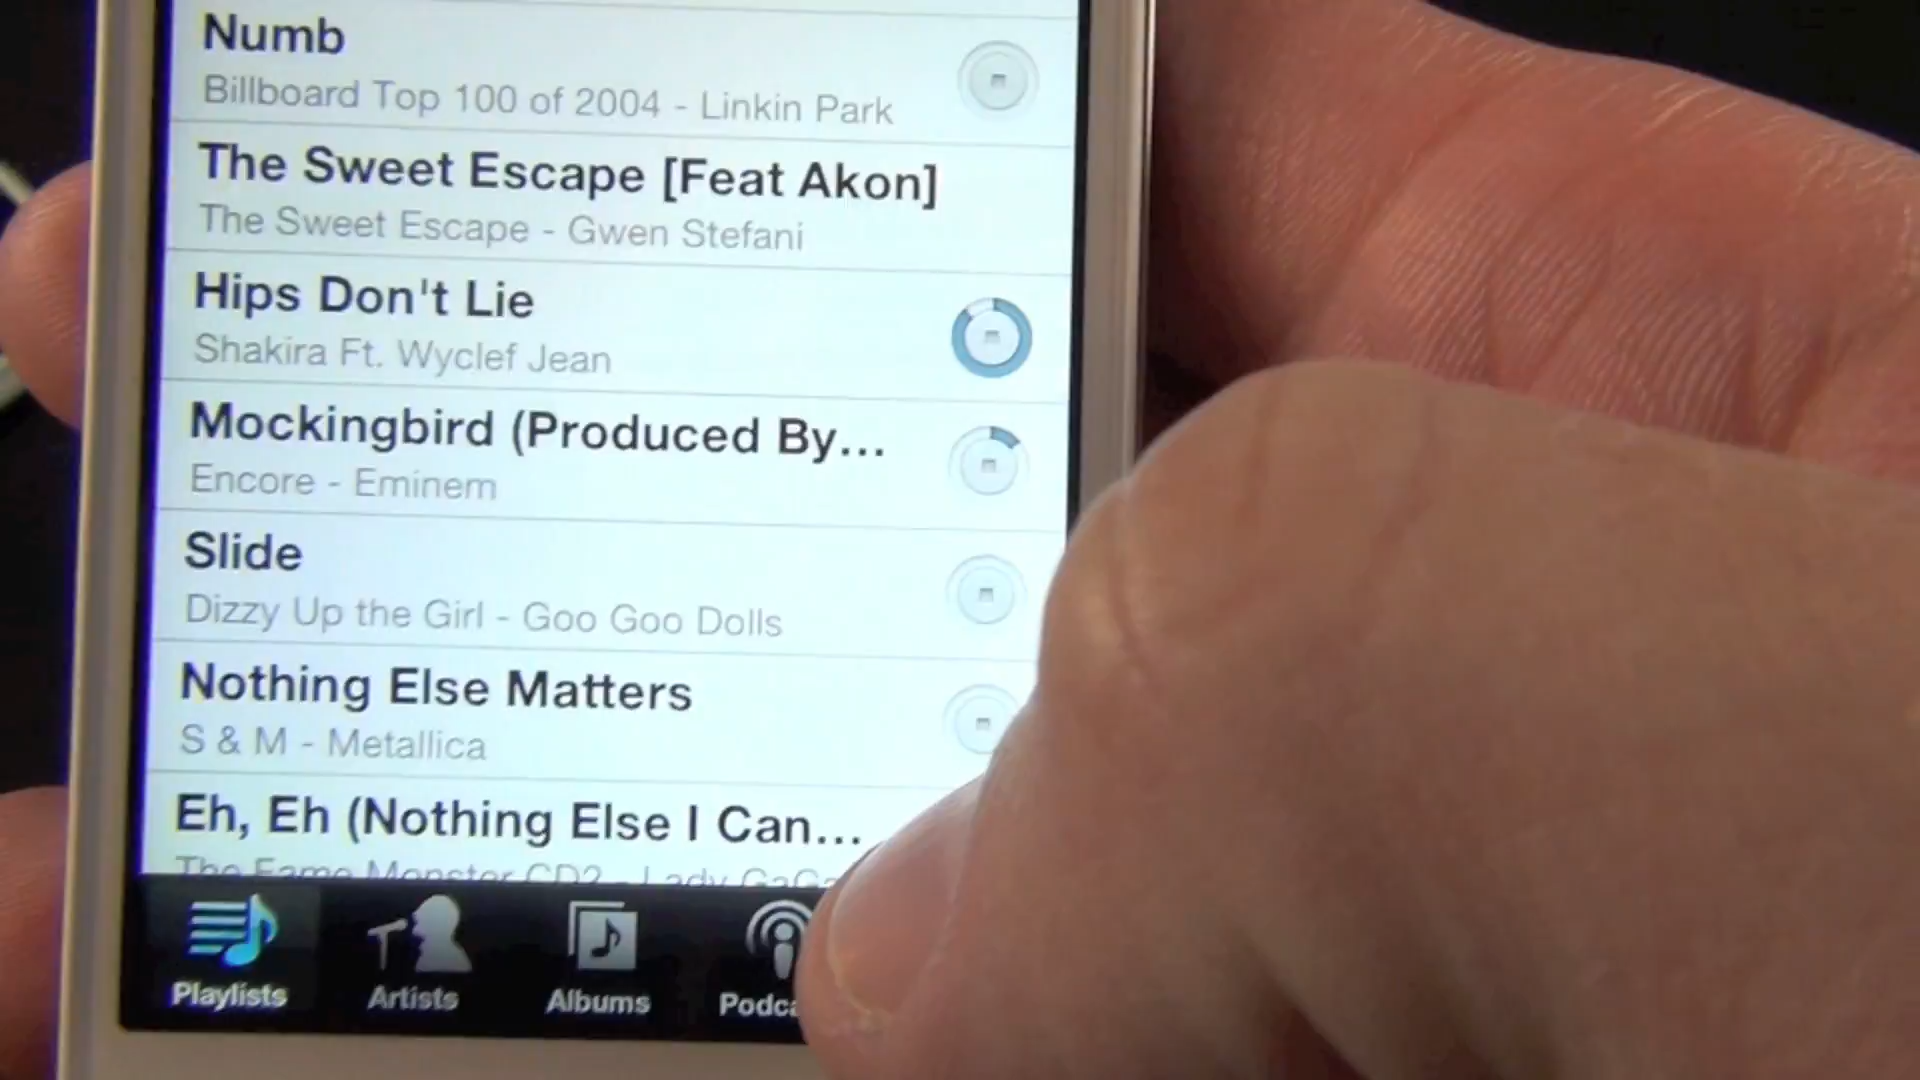 Numb
Billboard Top 100 of 2004 - Linkin Park
The Sweet Escape [Feat Akon]
The Sweet Escape - Gwen Stefani
Hips Don't Lie
Shakira Ft. Wyclef Jean
Mockingbird (Produced By...
Encore - Eminem
Slide
Dizzy Up the Girl - Goo Goo Dolls
Nothing Else Matters
S & M - Metallica
Eh, Eh (Nothing Else I Can...
The Fame Monster CD2 - Lady GaGa
Playlists
Artists
Albums
Podca